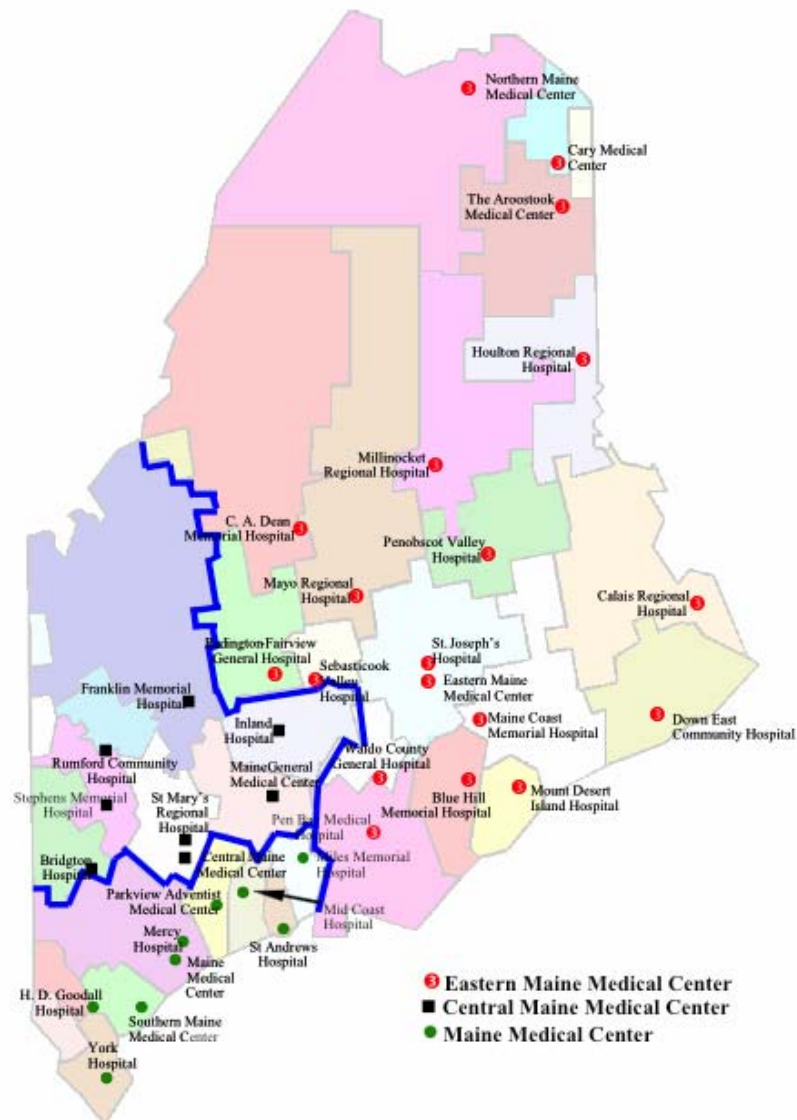 Northern Maine
Medical Center
Cary Medical
Center
The Aroostook
Medical Center
Houlton Regional
Hospital
Millinocket
Regional Hospital
C. A. Dean
Memorial Hospital
Penobscot Valley
Hospital
Mayo Regional
Hospital
Calais Regional
Hospital
Redington-Fairview
General Hospital
St. Joseph's
Hospital
Sebasticook
Valley
Hospital
Eastern Maine
Medical Center
Franklin Memorial
Hospital
Inland
Hospital
Maine Coast
Memorial Hospital
Down East
Community Hospital
Rumford Community
Hospital
Waldo County
General Hospital
MaineGeneral
Medical Center
Stephens Memorial
Hospital
St Mary's
Regional
Hospital
Blue Hill
Memorial Hospital
Mount Desert
Island Hospital
Pen Bay Medical
Hospital
Bridgton
Hospital
Central Maine
Medical Center
Miles Memorial
Hospital
Parkview Adventist
Medical Center
Mid Coast
Hospital
Mercy
Hospital
St Andrews
Hospital
Maine
Medical
Center
H. D. Goodall
Hospital
Southern Maine
Medical Center
York
Hospital
3 Eastern Maine Medical Center
Central Maine Medical Center
Maine Medical Center